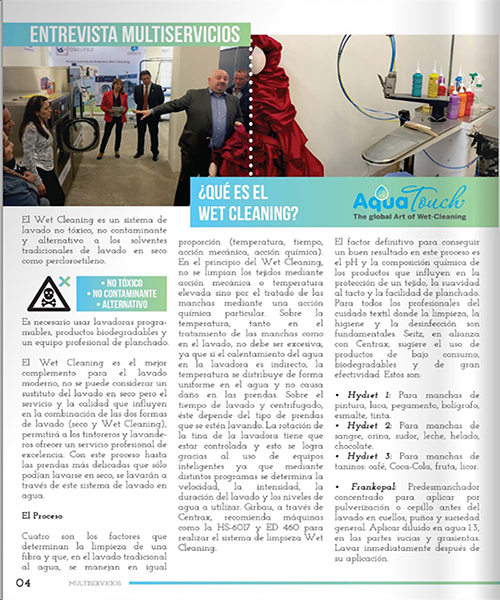 ENTREVISTA MULTISERVICIOS
¿QUÉ ES EL
WET CLEANING?
Aqua Touch
The global Art of Wet-Cleaning
El Wet Cleaning es un sistema de
lavado no tóxico, no contaminante
y alternativo a los solventes
tradicionales de lavado en seco
como percloroetileno.
• NO TÓXICO
• NO CONTAMINANTE
• ALTERNATIVO
Es necesario usar lavadoras progra-
mables, productos biodegradables y
un equipo profesional de planchado.
El Wet Cleaning es el mejor
complemento para el lavado
moderno, no se puede considerar un
sustituto del lavado en seco pero el
servicio y la calidad que influyen
en la combinación de las dos formas
de lavado (seco y Wet Cleaning),
permitirá a los tintoreros y lavande-
ros ofrecer un servicio profesional de
excelencia. Con este proceso hasta
las prendas más delicadas que sólo
podían lavarse en seco, se lavarán a
través de este sistema de lavado en
agua.
El Proceso
Cuatro son los factores que
determinan la limpieza de una
fibra y que, en el lavado tradicional
al agua, se manejan en igual
proporción (temperatura, tiempo,
acción mecánica, acción química).
En el principio del Wet Cleaning,
no se limpian los tejidos mediante
acción mecánica o temperatura
elevada sino por el tratado de las
manchas mediante una acción
química particular. Sobre la
temperatura, tanto en el
tratamiento de las manchas como
en el lavado, no debe ser excesiva,
ya que si el calentamiento del agua
en la lavadora es indirecto, la
temperatura se distribuye de forma
uniforme en el agua y no causa
daño en las prendas Sobre el
tiempo de lavado y centrifugado,
éste depende del tipo de prendas
que se estén lavando. La rotación de
la tina de la lavadora tiene que
estar controlada y esto se logra
gracias al uso de equipos
inteligentes ya que mediante
distintos programas se determina la
velocidad, la intensidad, la
duración del lavado y los niveles de
agua a utilizar. Girbau, a través de
Centrax, recomienda máquinas
como la HS-6017 y ED 460 para
realizar el sistema de limpieza Wet
Cleaning.
El factor definitivo para conseguir
un buen resultado en este proceso es
el pH y la composición química de
los productos que influyen en la
protección de un tejido, la suavidad
al tacto y la facilidad de planchado.
Para todos los profesionales del
cuidado textil donde la limpieza, la
higiene y la desinfección son
fundamentales. Seitz, en alianza
con Centrax, sugiere el uso de
productos de bajo consumo,
biodegradables y de gran
efectividad. Estos son:
• Hydset 1: Para manchas de
pintura, laca, pegamento, bolígrafo,
esmalte, tinta.
• Hydset 2: Para manchas de
sangre, orina, sudor, leche, helado,
chocolate.
• Hydset 3: Para manchas de
taninos: café, Coca-Cola, fruta, licor.
• Frankopal: Predesmanchador
concentrado para aplicar por
pulverización o cepillo antes del
lavado en cuellos, puños y suciedad
general. Aplicar diluido en agua 1:3,
en las partes sucias y grasientas.
Lavar inmediatamente después de
su aplicación.
04
MULTISERVICIOS